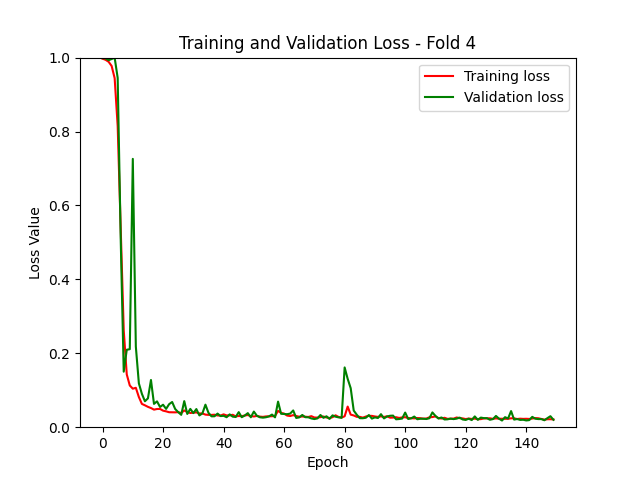 Training and Validation Loss - Fold 4
Training loss
Validation loss
Loss Value
1.0
0.8
0.6
0.4
0.2
0.0
0 20 40 60 80 100 120 140
Epoch